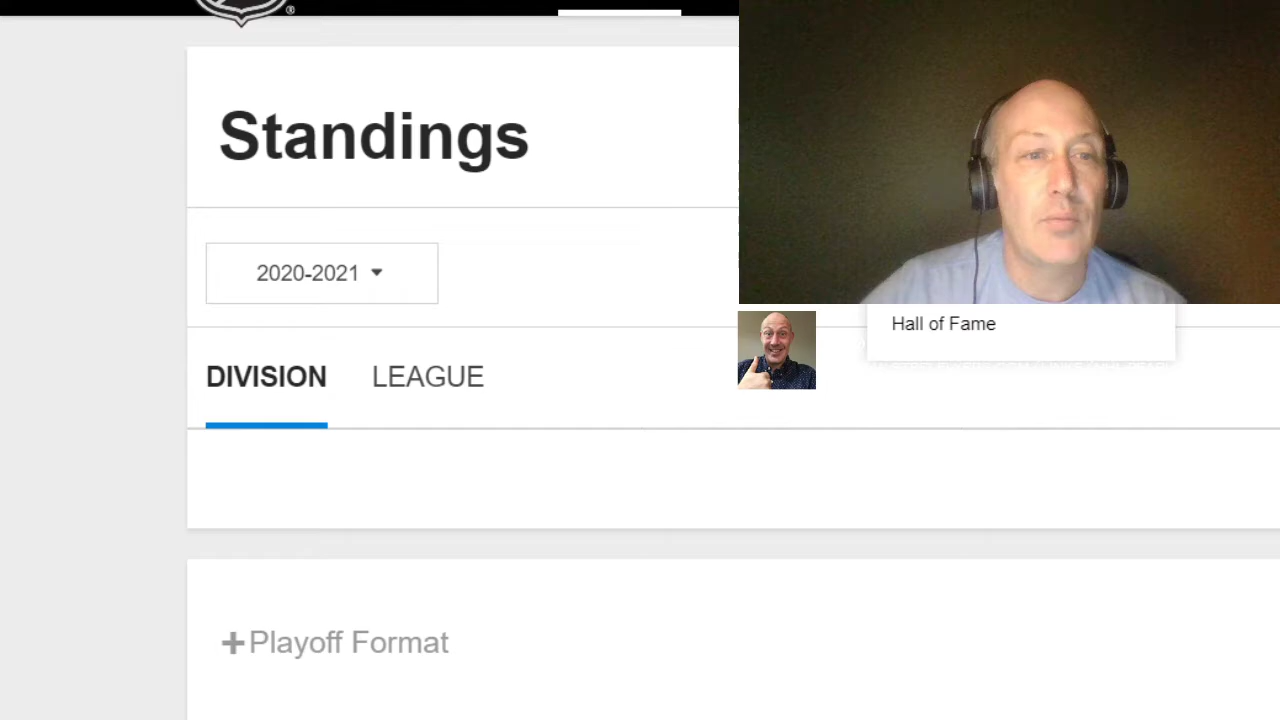 ®
Standings
2020-2021
Hall of Fame
DIVISION LEAGUE
+Playoff Format